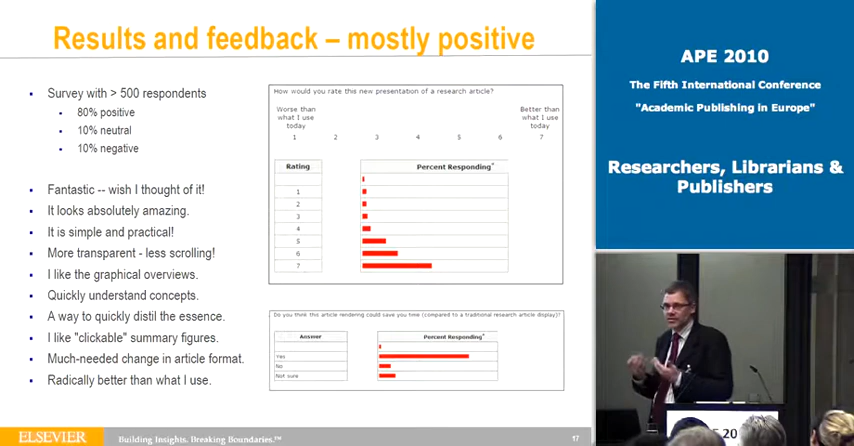 Results and feedback – mostly positive
▪ Survey with > 500 respondents
▪ 80% positive
▪ 10% neutral
▪ 10% negative
▪ Fantastic -- wish I thought of it!
▪ It looks absolutely amazing.
▪ It is simple and practical!
▪ More transparent - less scrolling!
▪ I like the graphical overviews.
▪ Quickly understand concepts.
▪ A way to quickly distil the essence.
▪ I like "clickable" summary figures.
▪ Much-needed change in article format.
▪ Radically better than what I use.
How would you rate this new presentation of a research article?
Worse than
what I use
today
Better than
what I use
today
1 2 3 4 5 6 7
Rating Percent Responding*
1
2
3
4
5
6
7
Do you think this article rendering could save you time (compared to a traditional research article display)?
Answer Percent Responding*
Yes
No
Not sure
ELSEVIER Building Insights. Breaking Boundaries.™ 17
APE 2010
The Fifth International Conference
"Academic Publishing in Europe"
Researchers, Librarians &
Publishers